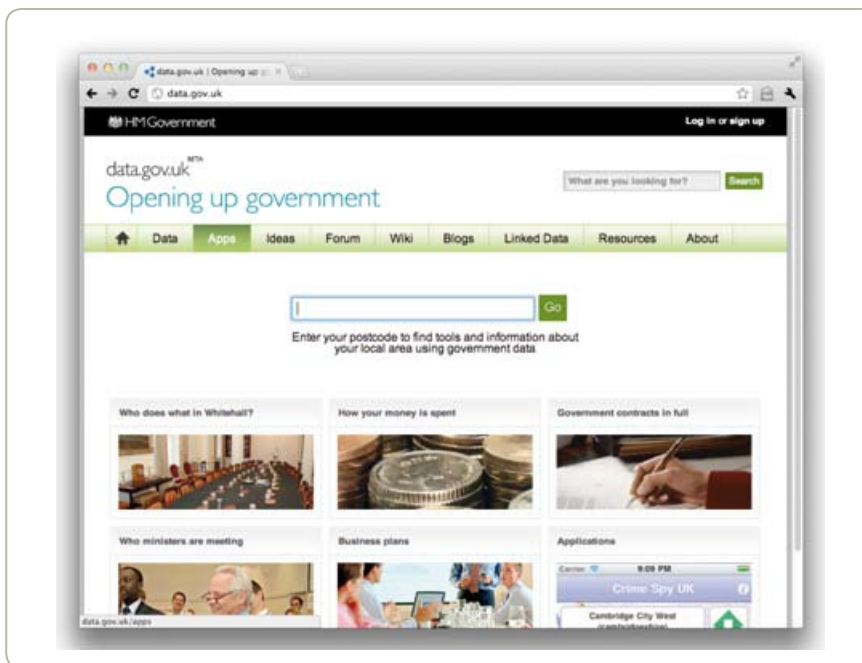 data.gov.uk | Opening up
data.gov.uk
HM Government
Log in or sign up
data.gov.uk BETA
Opening up government
What are you looking for?
Search
Data Apps Ideas Forum Wiki Blogs Linked Data Resources About
Go
Enter your postcode to find tools and information about
your local area using government data
Who does what in Whitehall?
How your money is spent
Government contracts in full
Who ministers are meeting
Business plans
Applications
Carrier 9:09 PM
Crime Spy UK
Cambridge City West
(cambridgeshire)
data.gov.uk/apps